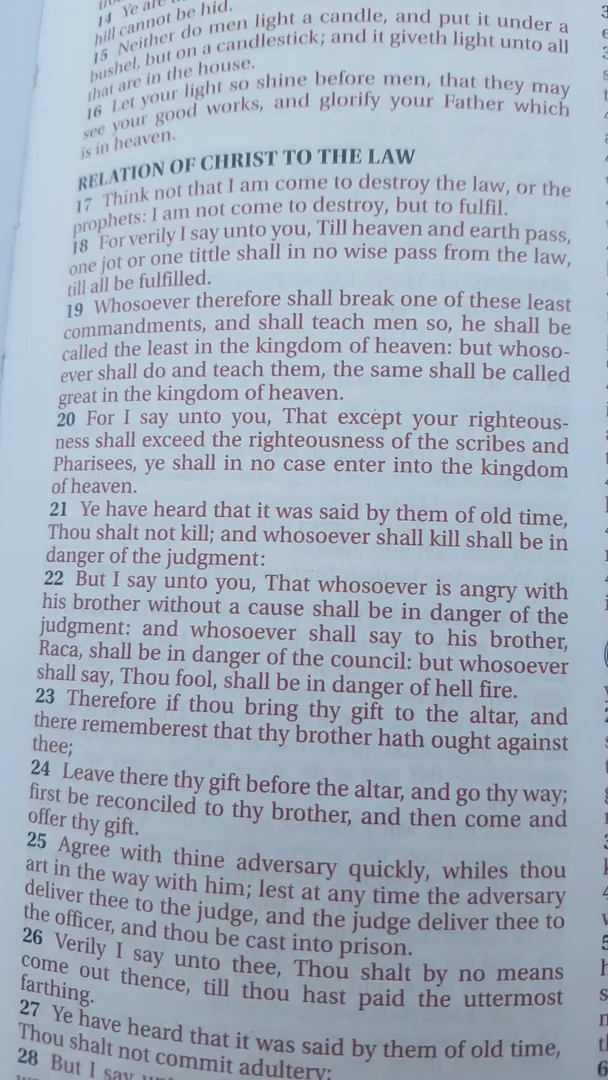 14 Ye are
hill cannot be hid.
15 Neither do men light a candle, and put it under a
bushel, but on a candlestick; and it giveth light unto all
that are in the house.
16 Let your light so shine before men, that they may
see your good works, and glorify your Father which
is in heaven.
RELATION OF CHRIST TO THE LAW
17 Think not that I am come to destroy the law, or the
prophets: I am not come to destroy, but to fulfil.
18 For verily I say unto you, Till heaven and earth pass,
one jot or one tittle shall in no wise pass from the law,
till all be fulfilled.
19 Whosoever therefore shall break one of these least
commandments, and shall teach men so, he shall be
called the least in the kingdom of heaven: but whoso-
ever shall do and teach them, the same shall be called
great in the kingdom of heaven.
20 For I say unto you, That except your righteous-
ness shall exceed the righteousness of the scribes and
Pharisees, ye shall in no case enter into the kingdom
of heaven.
21 Ye have heard that it was said by them of old time,
Thou shalt not kill; and whosoever shall kill shall be in
danger of the judgment:
22 But I say unto you, That whosoever is angry with
his brother without a cause shall be in danger of the
judgment: and whosoever shall say to his brother,
Raca, shall be in danger of the council: but whosoever
shall say, Thou fool, shall be in danger of hell fire.
23 Therefore if thou bring thy gift to the altar, and
there rememberest that thy brother hath ought against
thee;
24 Leave there thy gift before the altar, and go thy way;
first be reconciled to thy brother, and then come and
offer thy gift.
25 Agree with thine adversary quickly, whiles thou
art in the way with him; lest at any time the adversary
deliver thee to the judge, and the judge deliver thee to
the officer, and thou be cast into prison.
26 Verily I say unto thee, Thou shalt by no means
come out thence, till thou hast paid the uttermost
farthing.
27 Ye have heard that it was said by them of old time,
Thou shalt not commit adultery:
28 But I say